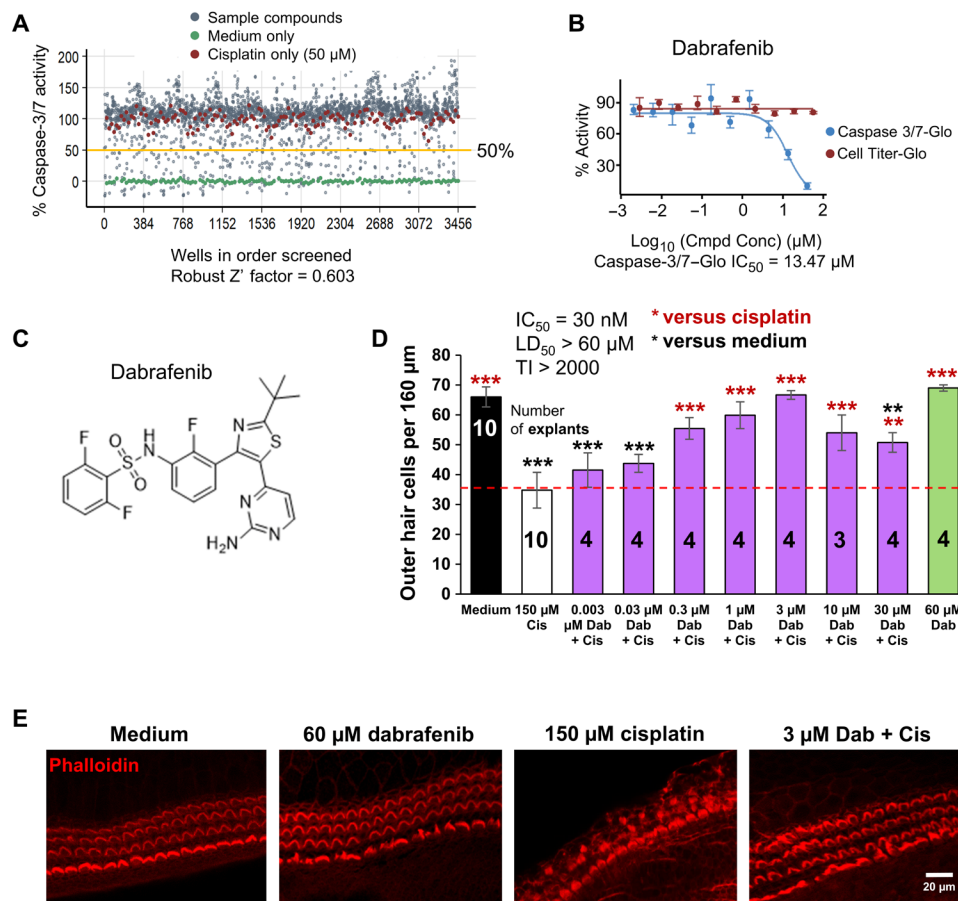 A
Sample compounds
Medium only
Cisplatin only (50 µM)
% Caspase-3/7 activity
200
150
100
50
0
50%
0 384 768 1152 1536 1920 2304 2688 3072 3456
Wells in order screened
Robust Z’ factor = 0.603
B
Dabrafenib
% Activity
90
60
30
−3 −2 −1 0 1 2
Caspase 3/7-Glo
Cell Titer-Glo
Log10 (Cmpd Conc) (µM)
Caspase-3/7–Glo IC50 = 13.47 µM
C
Dabrafenib
F
O
O
S
NH
F
F
N
S
N
N
H2N
D
IC50 = 30 nM
LD50 > 60 µM
TI > 2000
* versus cisplatin
* versus medium
Outer hair cells per 160 µm
80
70
60
50
40
30
20
10
0
*** *** *** *** *** *** *** *** ** ** ***
Number
of explants
10 10 4 4 4 4 4 3 4 4
Medium
150 µM
Cis
0.003
µM Dab
+ Cis
0.03 µM
Dab
+ Cis
0.3 µM
Dab
+ Cis
1 µM
Dab
+ Cis
3 µM
Dab
+ Cis
10 µM
Dab
+ Cis
30 µM
Dab
+ Cis
60 µM
Dab
E
Medium
60 µM dabrafenib
150 µM cisplatin
3 µM Dab + Cis
Phalloidin
20 µm